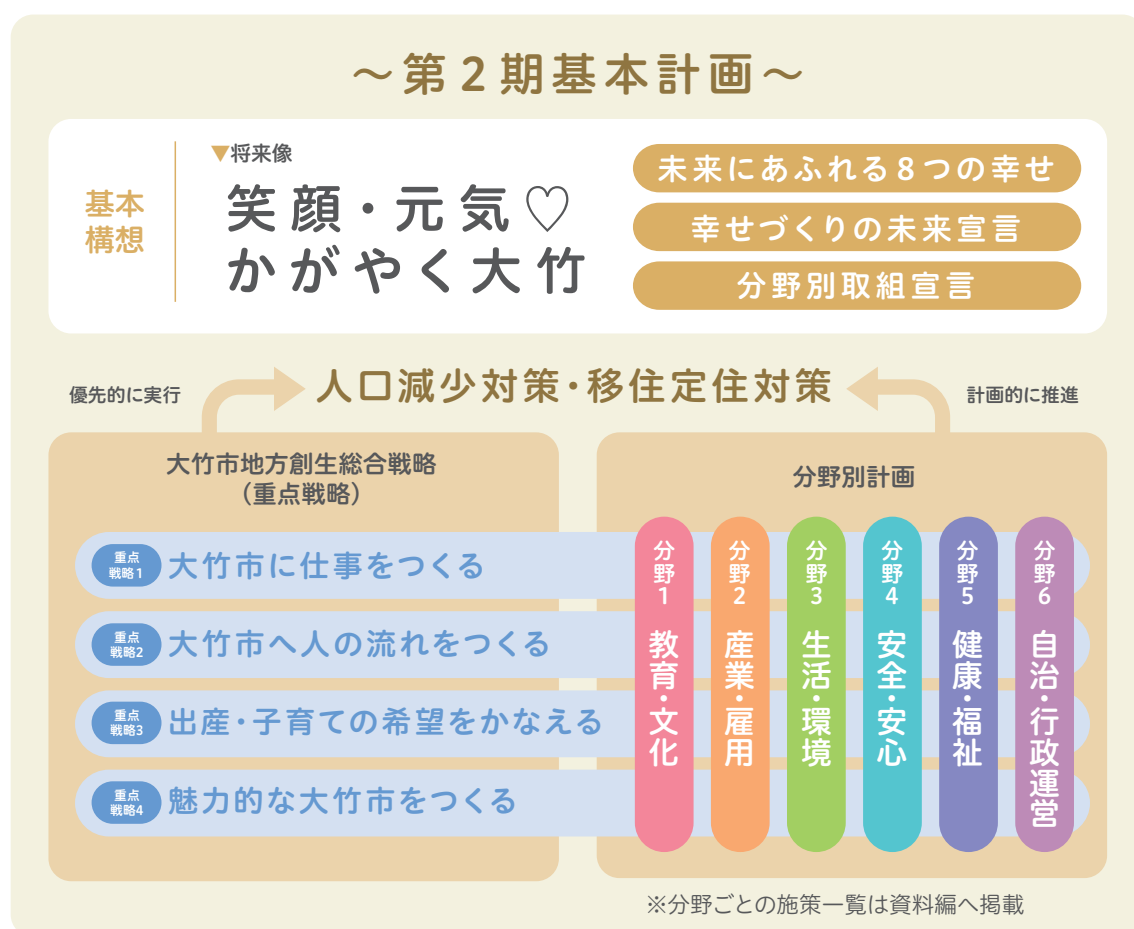 ～第2期基本計画～
基本
構想
▼将来像
笑顔・元気♡
かがやく大竹
未来にあふれる8つの幸せ
幸せづくりの未来宣言
分野別取組宣言
優先的に実行
人口減少対策・移住定住対策
計画的に推進
大竹市地方創生総合戦略
（重点戦略）
重点
戦略1
大竹市に仕事をつくる
重点
戦略2
大竹市へ人の流れをつくる
重点
戦略3
出産・子育ての希望をかなえる
重点
戦略4
魅力的な大竹市をつくる
分野別計画
分野1 教育・文化
分野2 産業・雇用
分野3 生活・環境
分野4 安全・安心
分野5 健康・福祉
分野6 自治・行政運営
※分野ごとの施策一覧は資料編へ掲載